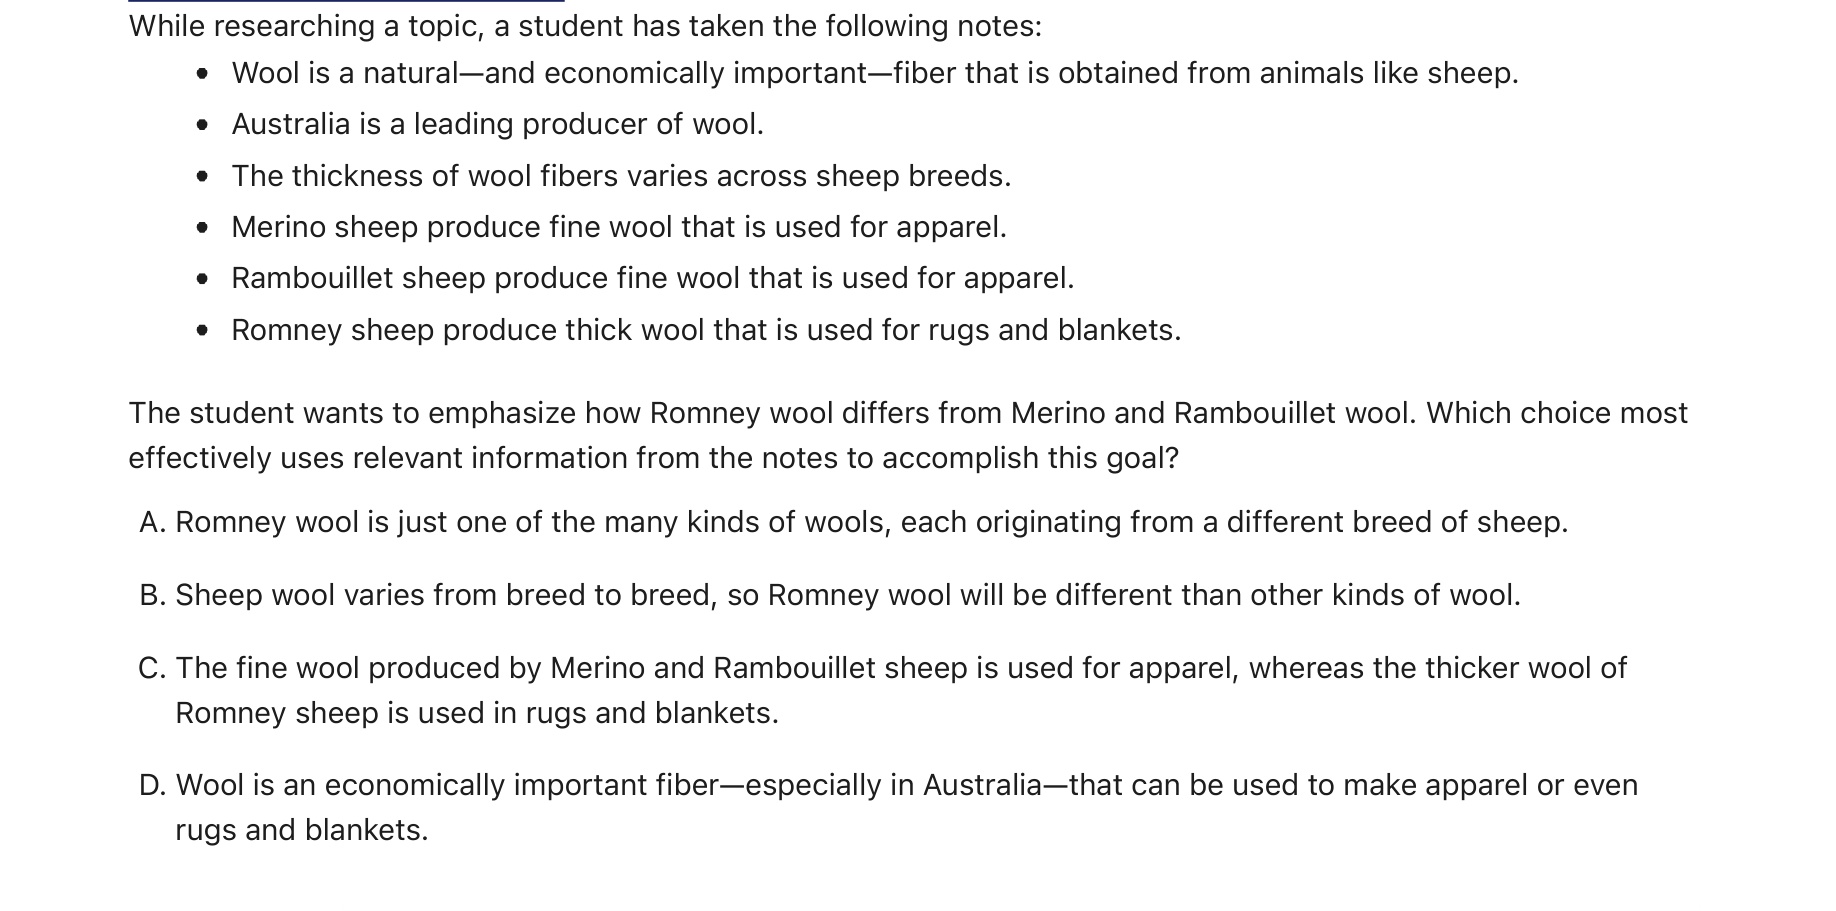 While researching a topic, a student has taken the following notes:
• Wool is a natural—and economically important—fiber that is obtained from animals like sheep.
• Australia is a leading producer of wool.
• The thickness of wool fibers varies across sheep breeds.
• Merino sheep produce fine wool that is used for apparel.
• Rambouillet sheep produce fine wool that is used for apparel.
• Romney sheep produce thick wool that is used for rugs and blankets.
The student wants to emphasize how Romney wool differs from Merino and Rambouillet wool. Which choice most
effectively uses relevant information from the notes to accomplish this goal?
A. Romney wool is just one of the many kinds of wools, each originating from a different breed of sheep.
B. Sheep wool varies from breed to breed, so Romney wool will be different than other kinds of wool.
C. The fine wool produced by Merino and Rambouillet sheep is used for apparel, whereas the thicker wool of
Romney sheep is used in rugs and blankets.
D. Wool is an economically important fiber—especially in Australia—that can be used to make apparel or even
rugs and blankets.